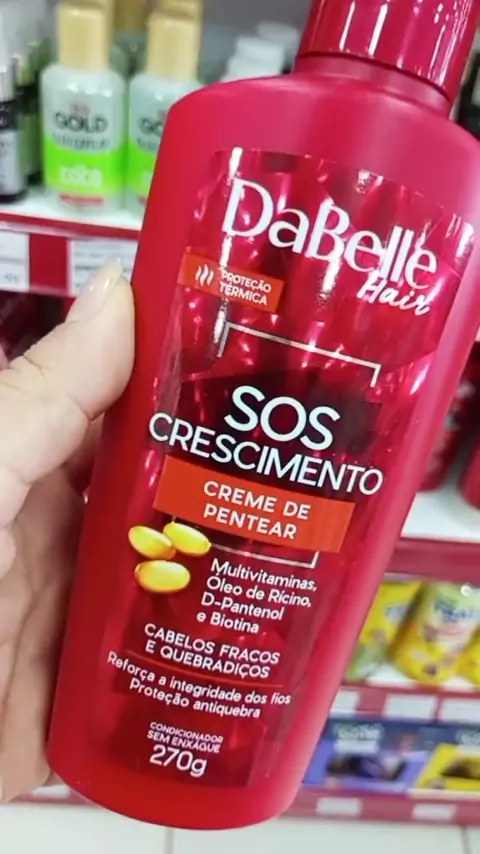 GOLD
DaBelle
Hair
PROTEÇÃO
TÉRMICA
SOS
CRESCIMENTO
CREME DE
PENTEAR
Multivitaminas,
Óleo de Rícino,
D-Pantenol
e Biotina
CABELOS FRACOS
E QUEBRADIÇOS
Reforça a integridade dos fios
Proteção antiquebra
CONDICIONADOR
SEM ENXAGUE
270g